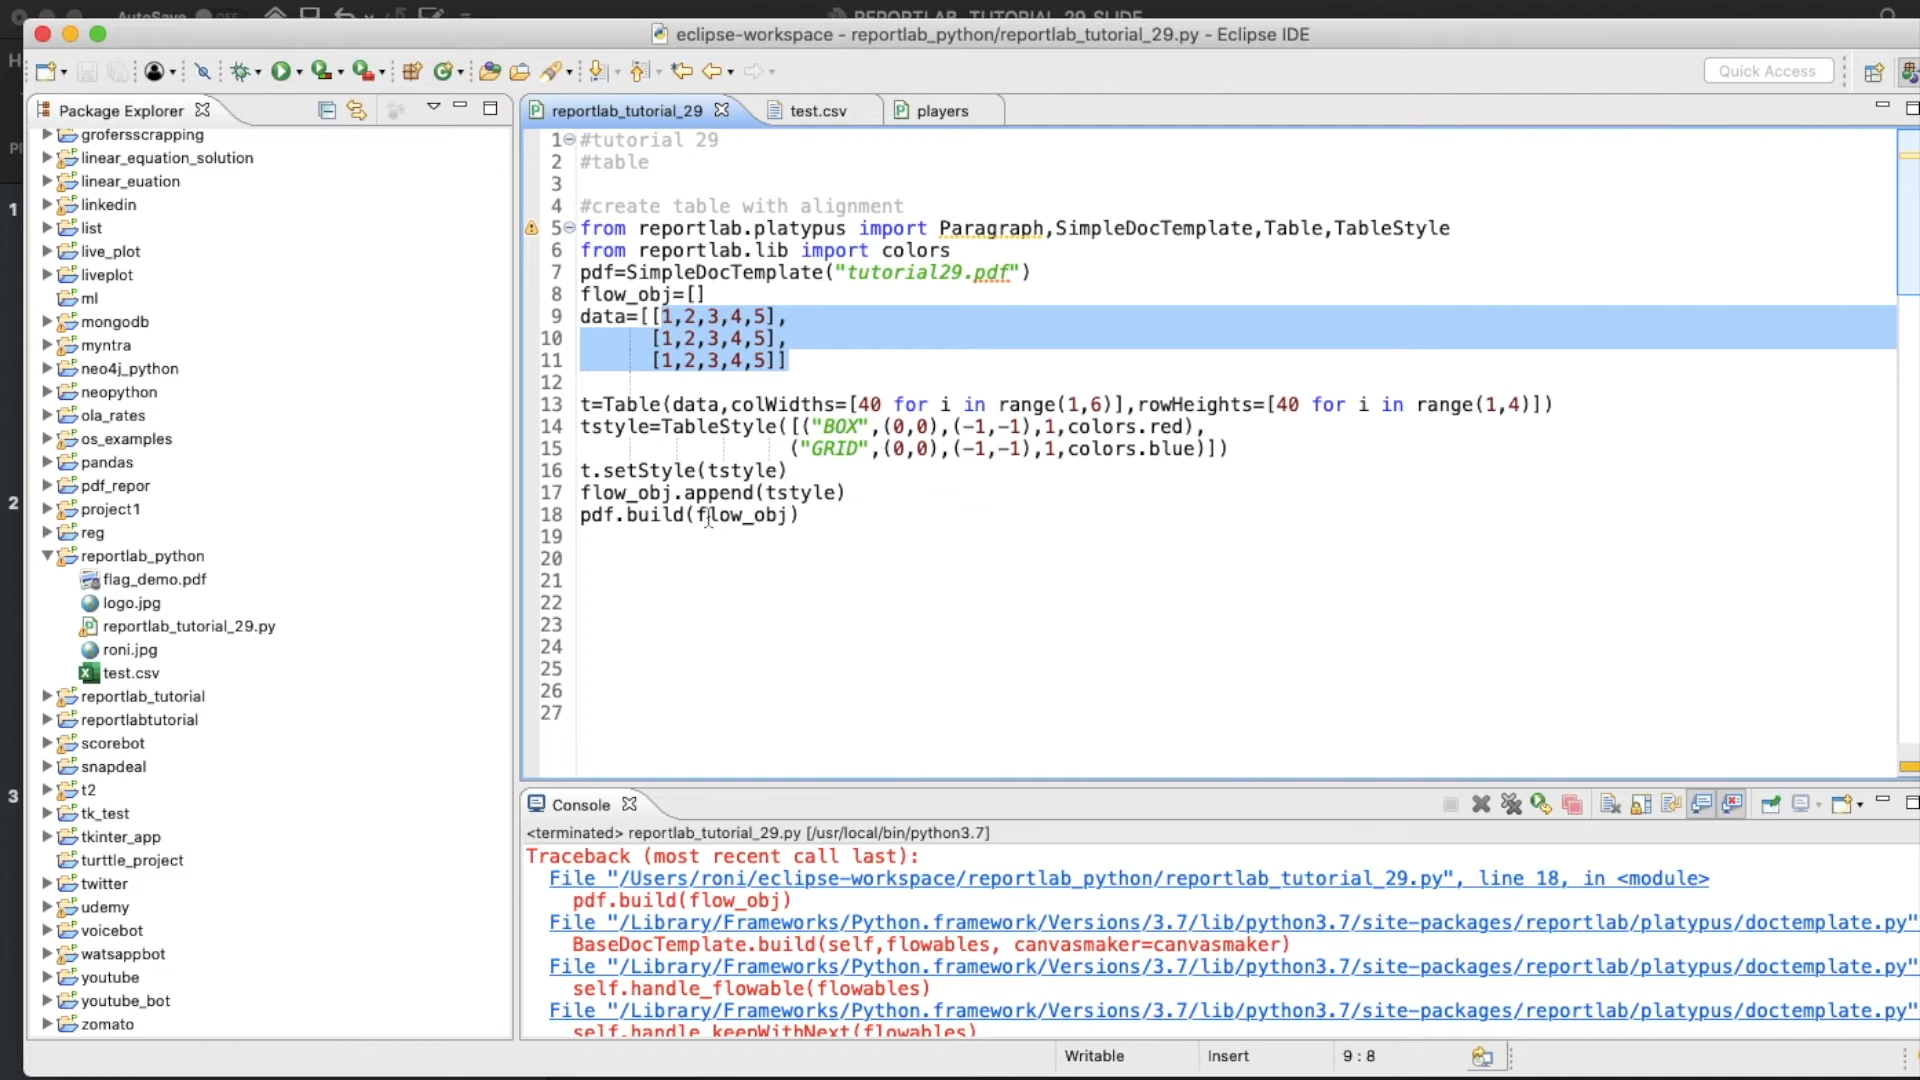 AutoSave OFF
REPORTLAB_TUTORIAL_29 SLIDE
eclipse-workspace - reportlab_python/reportlab_tutorial_29.py - Eclipse IDE
Quick Access
Package Explorer
grofersscrapping
linear_equation_solution
linear_euation
linkedin
list
live_plot
liveplot
ml
mongodb
myntra
neo4j_python
neopython
ola_rates
os_examples
pandas
pdf_repor
project1
reg
reportlab_python
flag_demo.pdf
logo.jpg
reportlab_tutorial_29.py
roni.jpg
test.csv
reportlab_tutorial
reportlabtutorial
scorebot
snapdeal
t2
tk_test
tkinter_app
turttle_project
twitter
udemy
voicebot
watsappbot
youtube
youtube_bot
zomato
1
2
3
reportlab_tutorial_29 test.csv players
1 #tutorial 29
2 #table
3
4 #create table with alignment
5 from reportlab.platypus import Paragraph,SimpleDocTemplate,Table,TableStyle
6 from reportlab.lib import colors
7 pdf=SimpleDocTemplate("tutorial29.pdf")
8 flow_obj=[]
9 data=[[1,2,3,4,5],
10 [1,2,3,4,5],
11 [1,2,3,4,5]]
12
13 t=Table(data,colWidths=[40 for i in range(1,6)],rowHeights=[40 for i in range(1,4)])
14 tstyle=TableStyle([("BOX",(0,0),(-1,-1),1,colors.red),
15 ("GRID",(0,0),(-1,-1),1,colors.blue)])
16 t.setStyle(tstyle)
17 flow_obj.append(tstyle)
18 pdf.build(flow_obj)
19
20
21
22
23
24
25
26
27
Console
<terminated> reportlab_tutorial_29.py [/usr/local/bin/python3.7]
Traceback (most recent call last):
File "/Users/roni/eclipse-workspace/reportlab_python/reportlab_tutorial_29.py", line 18, in <module>
pdf.build(flow_obj)
File "/Library/Frameworks/Python.framework/Versions/3.7/lib/python3.7/site-packages/reportlab/platypus/doctemplate.py"
BaseDocTemplate.build(self,flowables, canvasmaker=canvasmaker)
File "/Library/Frameworks/Python.framework/Versions/3.7/lib/python3.7/site-packages/reportlab/platypus/doctemplate.py"
self.handle_flowable(flowables)
File "/Library/Frameworks/Python.framework/Versions/3.7/lib/python3.7/site-packages/reportlab/platypus/doctemplate.py"
self.handle_keepWithNext(flowables)
Writable Insert 9:8